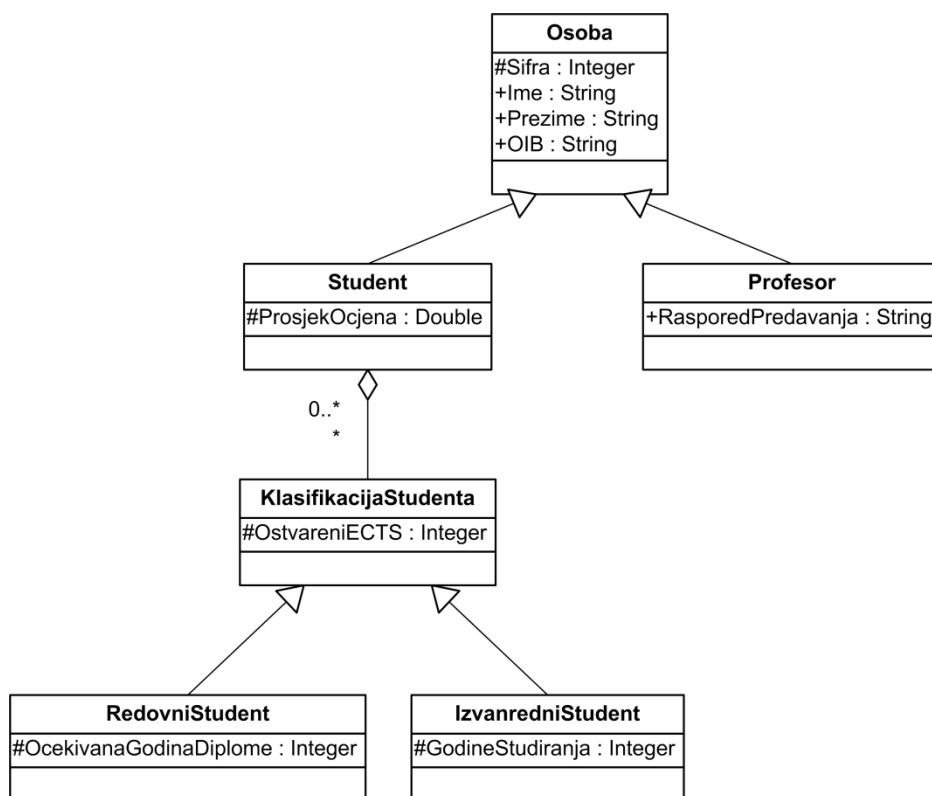 Osoba
#Sifra : Integer
+Ime : String
+Prezime : String
+OIB : String
Student
#ProsjekOcjena : Double
Profesor
+RasporedPredavanja : String
0..*
*
KlasifikacijaStudenta
#OstvareniECTS : Integer
RedovniStudent
#OcekivanaGodinaDiplome : Integer
IzvanredniStudent
#GodineStudiranja : Integer